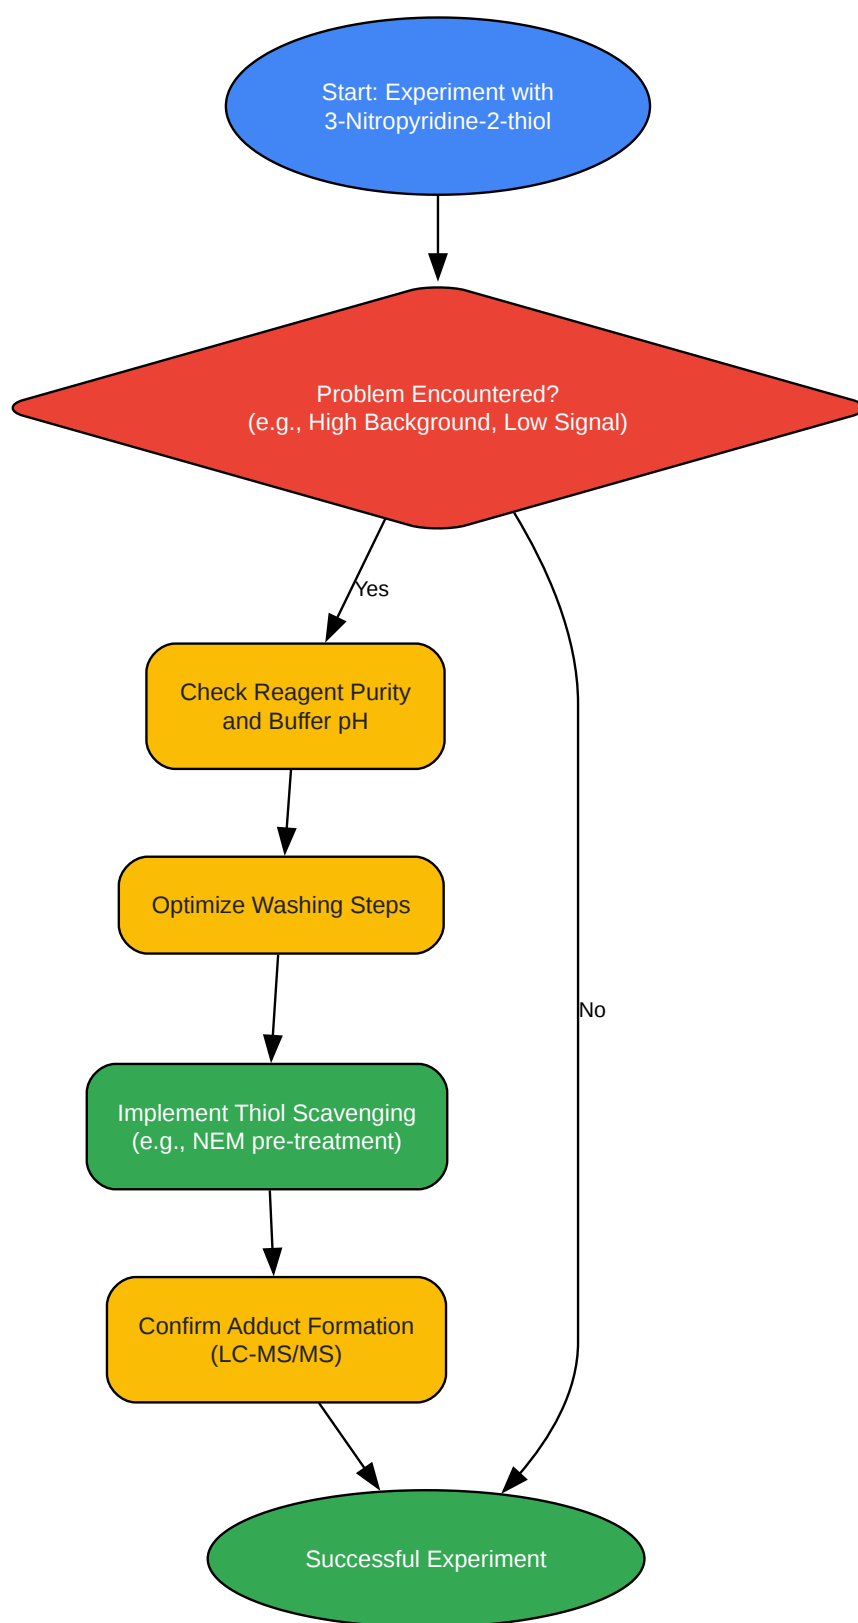 Start: Experiment with
3-Nitropyridine-2-thiol
Problem Encountered?
(e.g., High Background, Low Signal)
Yes
Check Reagent Purity
and Buffer pH
Optimize Washing Steps
No
Implement Thiol Scavenging
(e.g., NEM pre-treatment)
Confirm Adduct Formation
(LC-MS/MS)
Successful Experiment